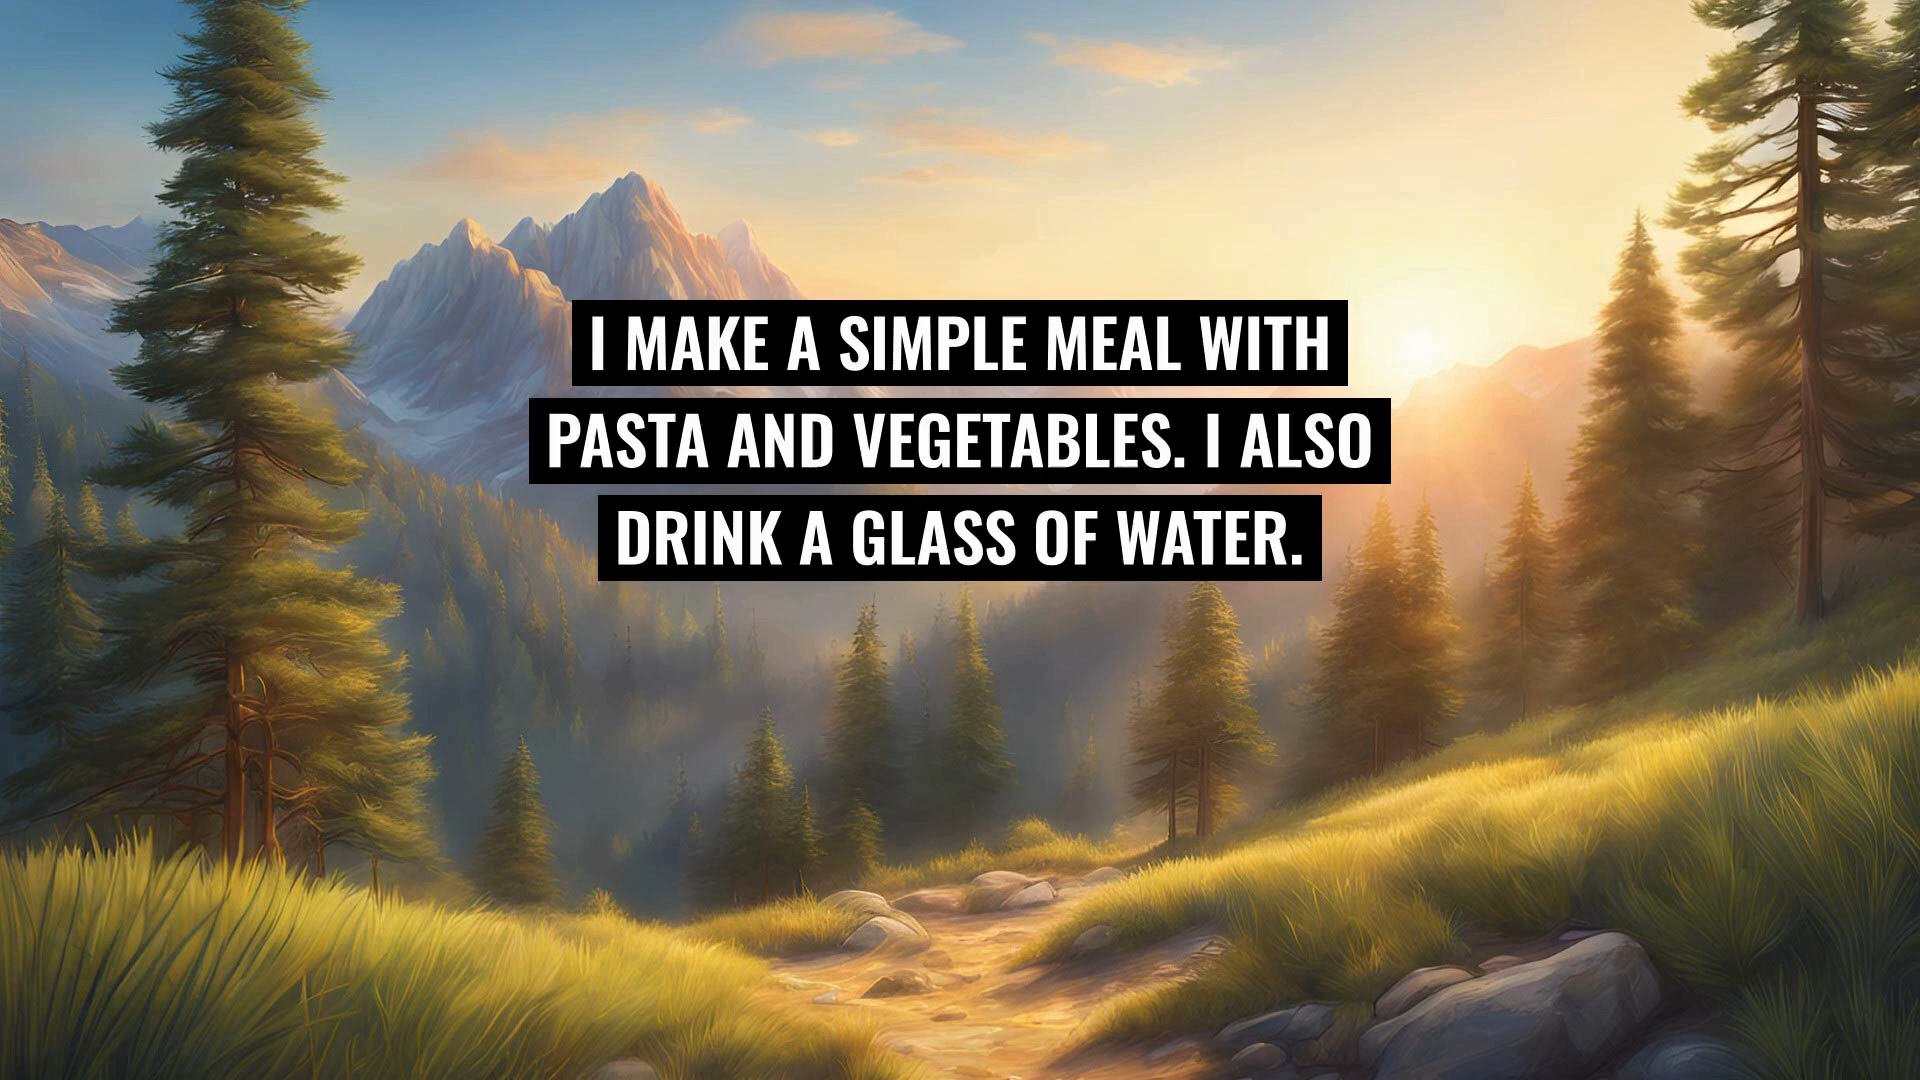 I MAKE A SIMPLE MEAL WITH
PASTA AND VEGETABLES. I ALSO
DRINK A GLASS OF WATER.